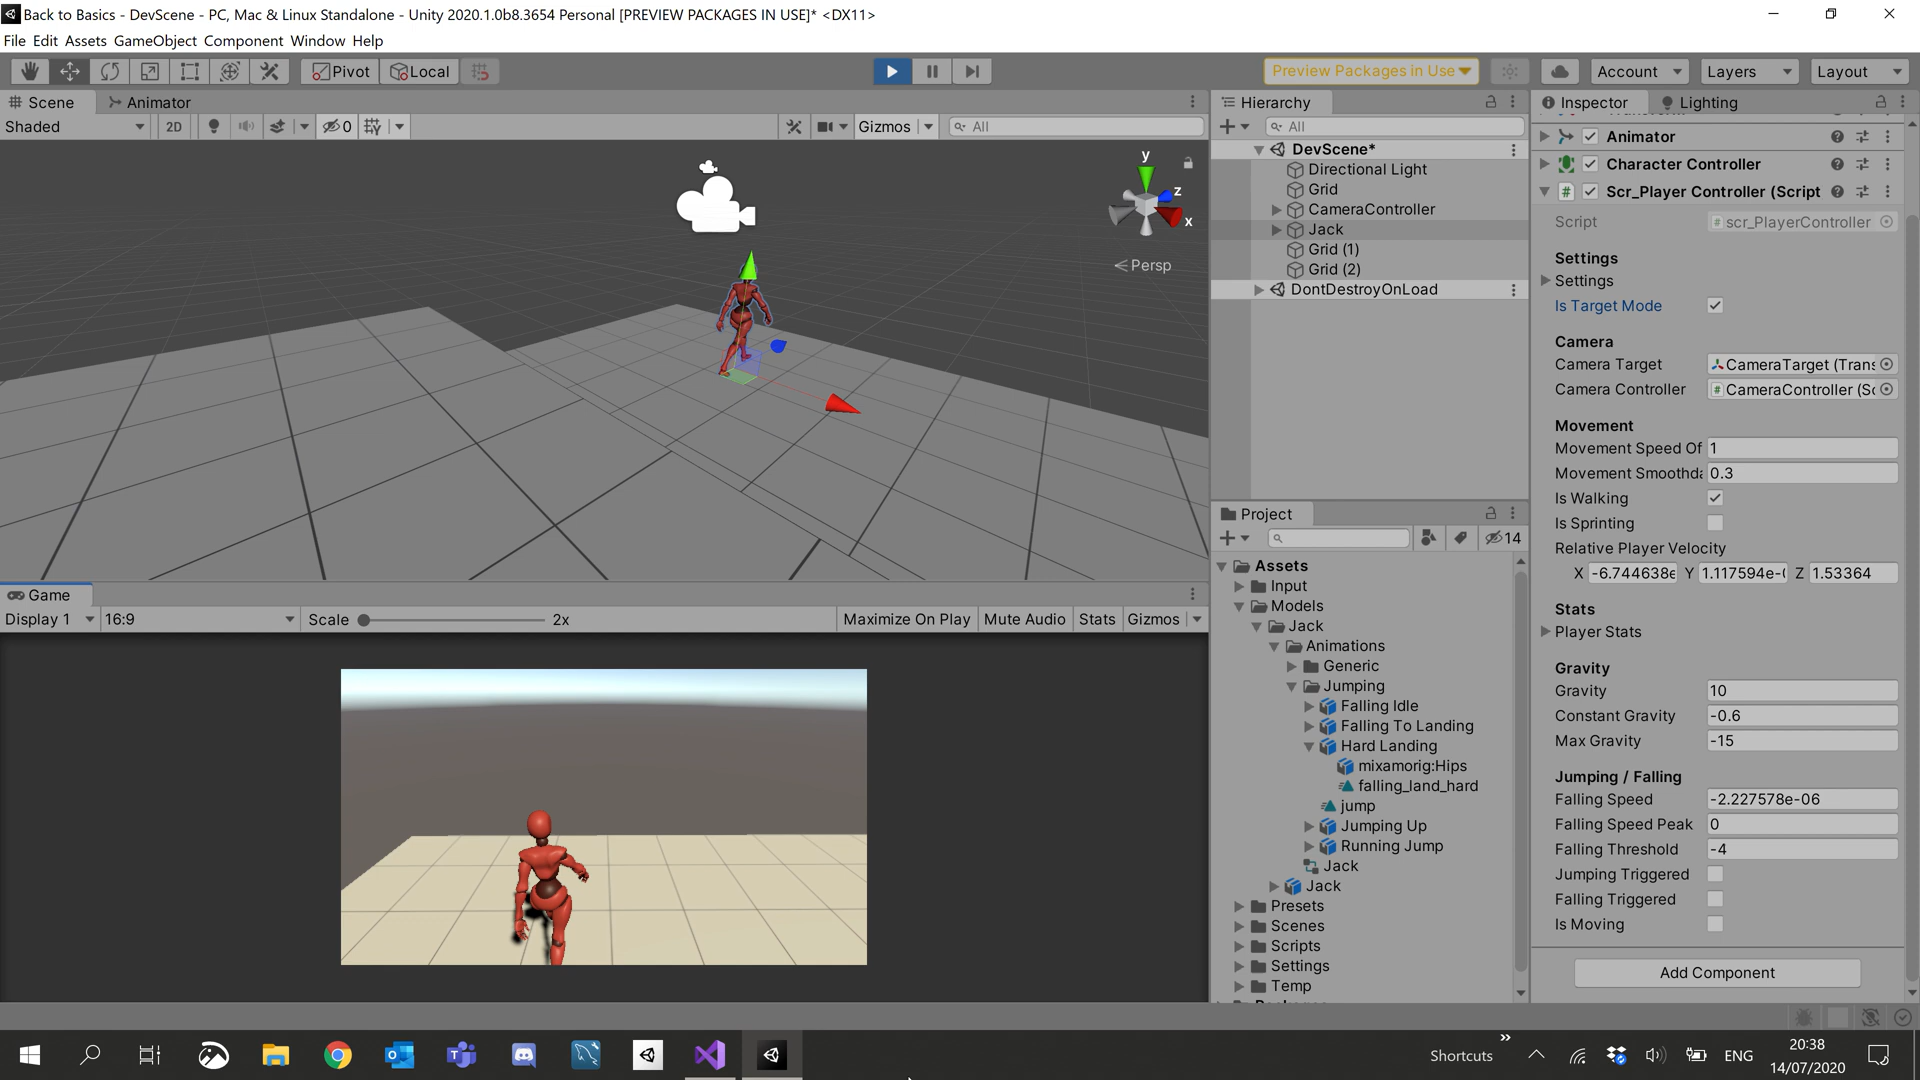 Back to Basics - DevScene - PC, Mac & Linux Standalone - Unity 2020.1.0b8.3654 Personal [PREVIEW PACKAGES IN USE]* <DX11>
File Edit Assets GameObject Component Window Help
Pivot Local Preview Packages in Use Account Layers Layout
Scene Animator
Shaded 2D 0 Gizmos All
y
z
x
Persp
Game
Display 1 16:9 Scale 2x Maximize On Play Mute Audio Stats Gizmos
Hierarchy
All
DevScene*
Directional Light
Grid
CameraController
Jack
Grid (1)
Grid (2)
DontDestroyOnLoad
Project
14
Assets
Input
Models
Jack
Animations
Generic
Jumping
Falling Idle
Falling To Landing
Hard Landing
mixamorig:Hips
falling_land_hard
jump
Jumping Up
Running Jump
Jack
Jack
Presets
Scenes
Scripts
Settings
Temp
Inspector Lighting
Animator
Character Controller
# Scr_Player Controller (Script
Script # scr_PlayerController
Settings
Settings
Is Target Mode
Camera
Camera Target CameraTarget (Trans
Camera Controller # CameraController (Sc
Movement
Movement Speed Of 1
Movement Smoothda 0.3
Is Walking
Is Sprinting
Relative Player Velocity
X -6.744638e Y 1.117594e-( Z 1.53364
Stats
Player Stats
Gravity
Gravity 10
Constant Gravity -0.6
Max Gravity -15
Jumping / Falling
Falling Speed -2.227578e-06
Falling Speed Peak 0
Falling Threshold -4
Jumping Triggered
Falling Triggered
Is Moving
Add Component
Shortcuts » ENG 20:38
14/07/2020